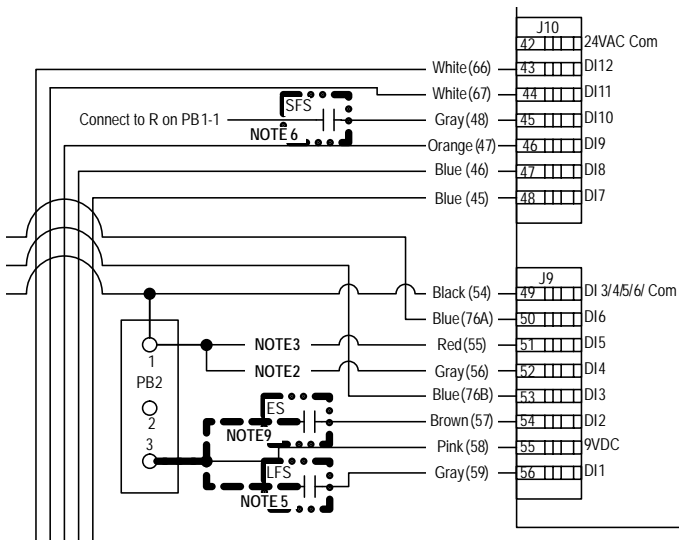 J10
42 24VAC Com
White (66) 43 DI12
White (67) 44 DI11
SFS
Connect to R on PB1-1 Gray (48) 45 DI10
NOTE 6
Orange (47) 46 DI9
Blue (46) 47 DI8
Blue (45) 48 DI7
J9
Black (54) 49 DI 3/4/5/6/ Com
Blue (76A) 50 DI6
1 NOTE3 Red (55) 51 DI5
NOTE2 Gray (56) 52 DI4
PB2
Blue (76B) 53 DI3
ES
2 Brown (57) 54 DI2
NOTE9
3 Pink (58) 55 9VDC
LFS
Gray (59) 56 DI1
NOTE 5